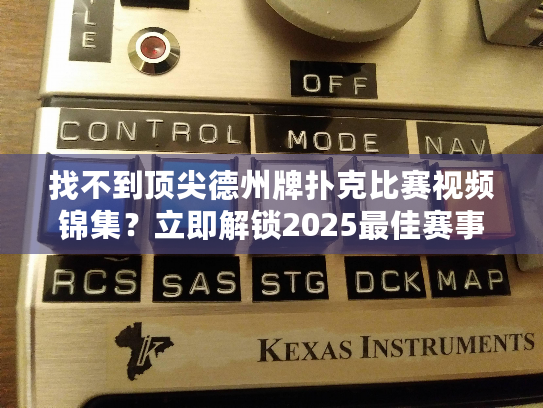 YLE
OFF
CONTROL
MODE
NAV
找不到顶尖德州牌扑克比赛视频
锦集？立即解锁2025最佳赛事
RCS SAS STG DCK MAP
K
KEXAS INSTRUMENTS